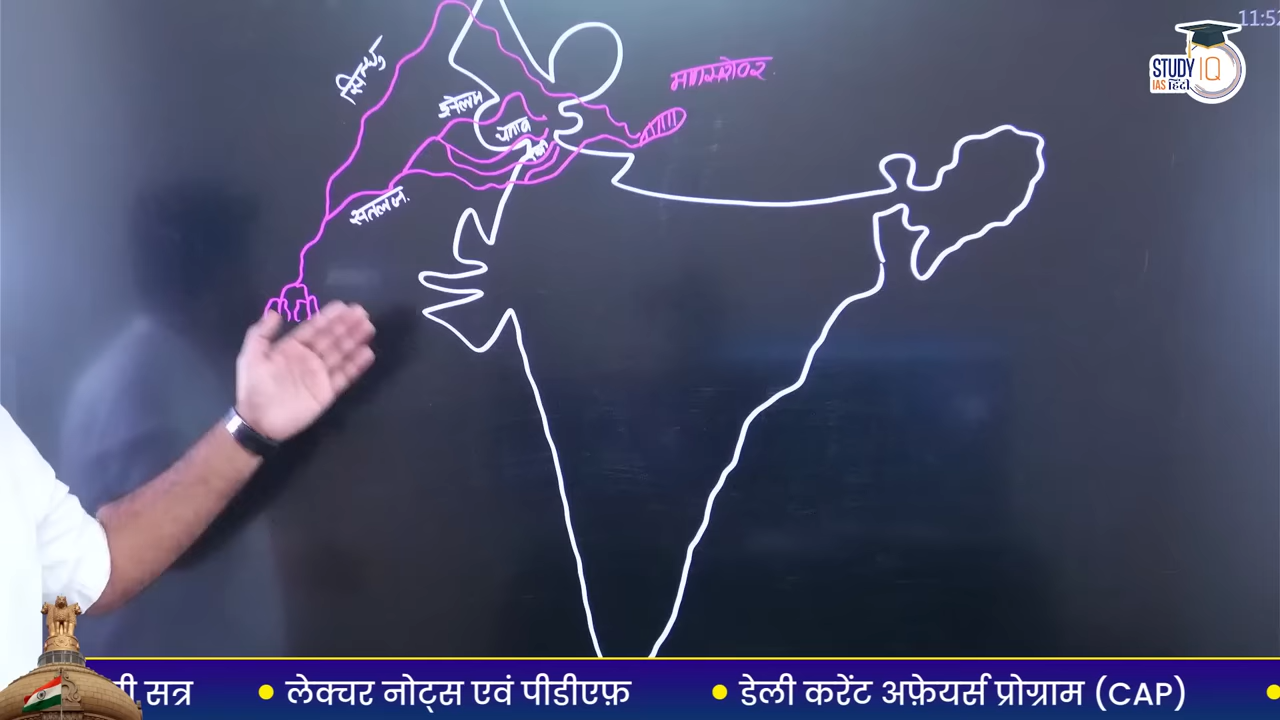 11:52
STUDY IQ
IAS हिंदी
सिन्धु
मानसरोवर
झेलम
चेनाब
रावी
सतलज.
ी सत्र
लेक्चर नोट्स एवं पीडीएफ़
डेली करेंट अफ़ेयर्स प्रोग्राम (CAP)